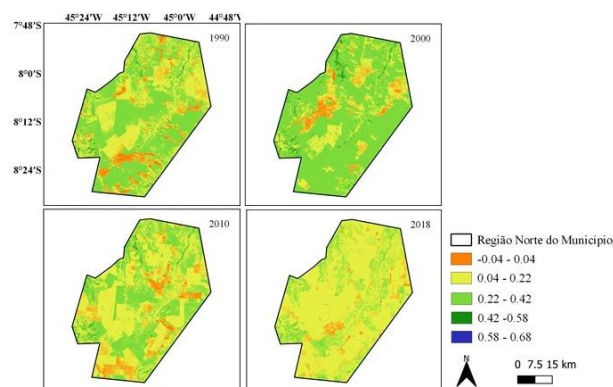 45°24'W 45°12'W 45°0'W 44°48'W
7°48'S
8°0'S
8°12'S
8°24'S
1990
2000
2010
2018
Região Norte do Municipio
-0.04 - 0.04
0.04 - 0.22
0.22 - 0.42
0.42 -0.58
0.58 - 0.68
N
0 7.5 15 km